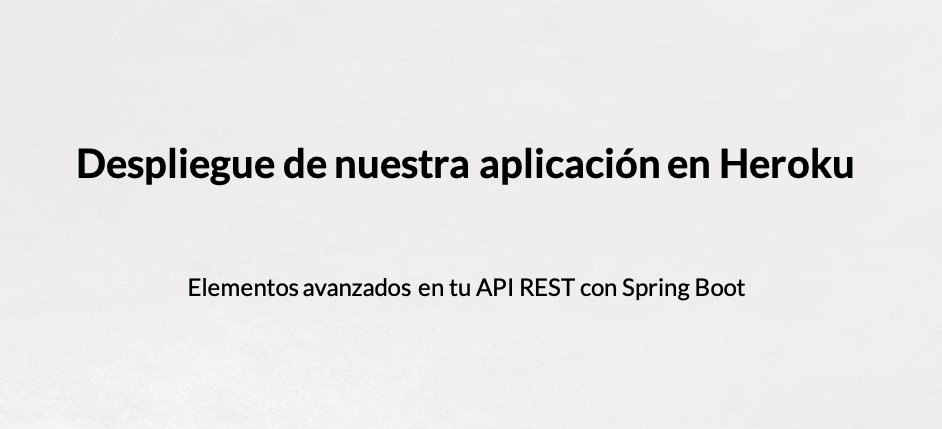 Despliegue de nuestra aplicación en Heroku
Elementos avanzados en tu API REST con Spring Boot